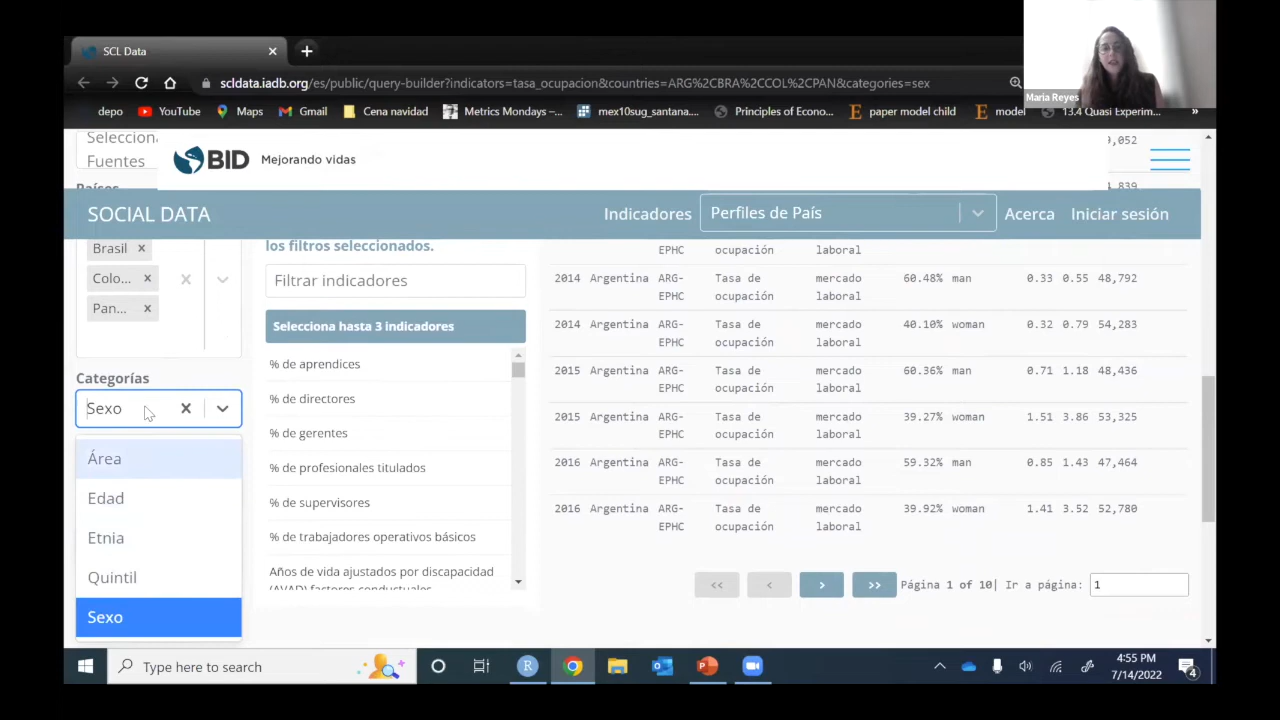 SCL Data
scldata.iadb.org/es/public/query-builder?indicators=tasa_ocupacion&countries=ARG%2CBRA%2CCOL%2CPAN&categories=sex
depo
YouTube
Maps
Gmail
Cena navidad
Metrics Mondays –...
mex10sug_santana....
Principles of Econo...
paper model child
model
13.4 Quasi Experim...
»
María Reyes
Selecciona
Fuentes
BID
Mejorando vidas
4,839
SOCIAL DATA
Indicadores
Perfiles de País
Acerca
Iniciar sesión
Brasil
Colo...
Pan...
Categorías
Sexo
Área
Edad
Etnia
Quintil
Sexo
los filtros seleccionados.
Filtrar indicadores
Selecciona hasta 3 indicadores
% de aprendices
% de directores
% de gerentes
% de profesionales titulados
% de supervisores
% de trabajadores operativos básicos
Años de vida ajustados por discapacidad
(AVAD) factores conductuales
EPHC ocupación laboral
2014 Argentina ARG- Tasa de mercado 60.48% man 0.33 0.55 48,792
EPHC ocupación laboral
2014 Argentina ARG- Tasa de mercado 40.10% woman 0.32 0.79 54,283
EPHC ocupación laboral
2015 Argentina ARG- Tasa de mercado 60.36% man 0.71 1.18 48,436
EPHC ocupación laboral
2015 Argentina ARG- Tasa de mercado 39.27% woman 1.51 3.86 53,325
EPHC ocupación laboral
2016 Argentina ARG- Tasa de mercado 59.32% man 0.85 1.43 47,464
EPHC ocupación laboral
2016 Argentina ARG- Tasa de mercado 39.92% woman 1.41 3.52 52,780
EPHC ocupación laboral
<< < > >> Página 1 of 10| Ir a página: 1
Type here to search
4:55 PM
7/14/2022
4